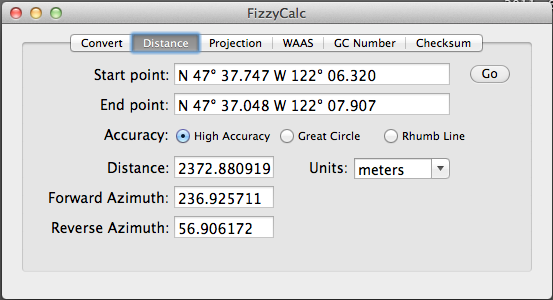 FizzyCalc
Convert Distance Projection WAAS GC Number Checksum
Start point: N 47° 37.747 W 122° 06.320 Go
End point: N 47° 37.048 W 122° 07.907
Accuracy: High Accuracy Great Circle Rhumb Line
Distance: 2372.880919 Units: meters
Forward Azimuth: 236.925711
Reverse Azimuth: 56.906172